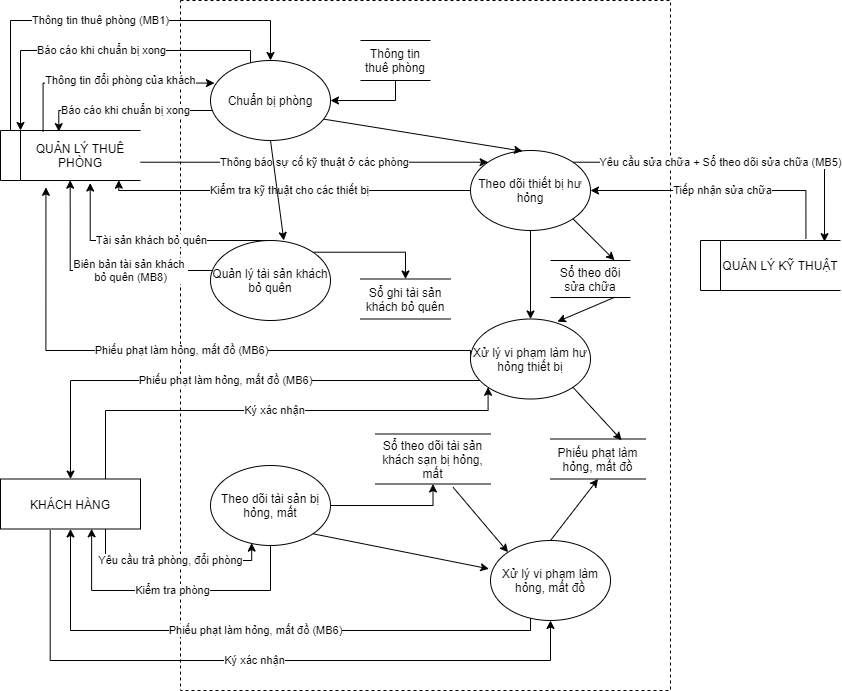 Thông tin thuê phòng (MB1)
Báo cáo khi chuẩn bị xong
Thông tin
thuê phòng
Thông tin đổi phòng của khách
Chuẩn bị phòng
Báo cáo khi chuẩn bị xong
QUẢN LÝ THUÊ
PHÒNG
Thông báo sự cố kỹ thuật ở các phòng
Yêu cầu sửa chữa + Sổ theo dõi sửa chữa (MB5)
Theo dõi thiết bị hư
hỏng
Kiểm tra kỹ thuật cho các thiết bị
Tiếp nhận sửa chữa
Tài sản khách bỏ quên
Biên bản tài sản khách
bỏ quên (MB8)
Quản lý tài sản khách
bỏ quên
Sổ theo dõi
sửa chữa
QUẢN LÝ KỸ THUẬT
Sổ ghi tài sản
khách bỏ quên
Phiếu phạt làm hỏng, mất đồ (MB6)
Xử lý vi phạm làm hư
hỏng thiết bị
Phiếu phạt làm hỏng, mất đồ (MB6)
Ký xác nhận
Sổ theo dõi tài sản
khách sạn bị hỏng,
mất
Phiếu phạt làm
hỏng, mất đồ
KHÁCH HÀNG
Theo dõi tài sản bị
hỏng, mất
Yêu cầu trả phòng, đổi phòng
Xử lý vi phạm làm
hỏng, mất đồ
Kiểm tra phòng
Phiếu phạt làm hỏng, mất đồ (MB6)
Ký xác nhận